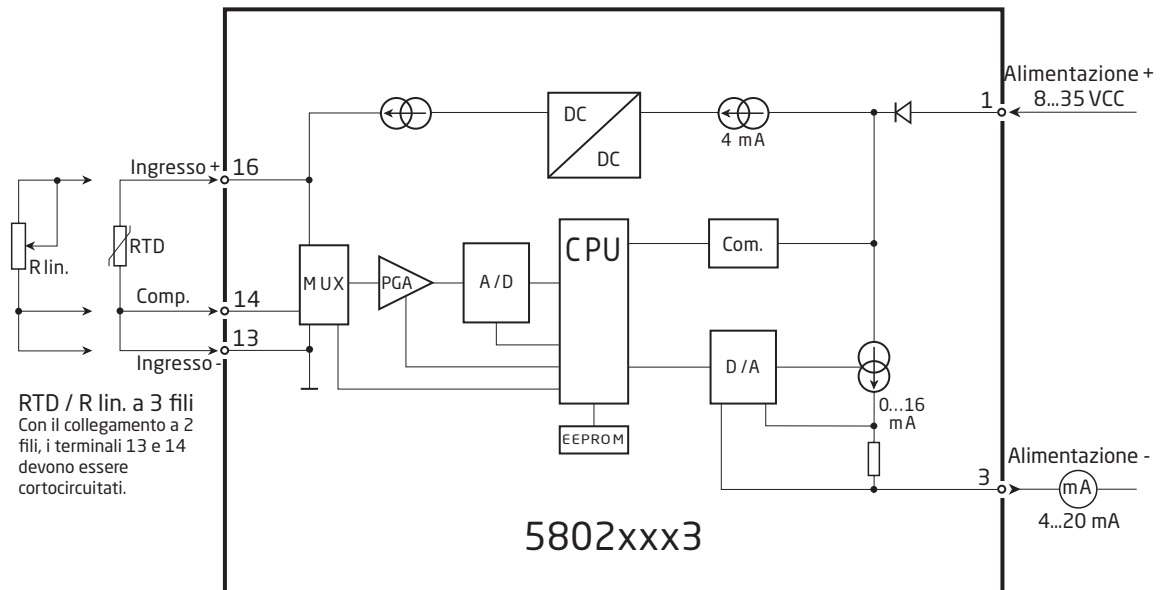 Alimentazione +
8...35 VCC
1
DC
DC
4 mA
Ingresso +
16
RTD
R lin.
MUX
PGA
A/D
CPU
Com.
Comp.
14
13
Ingresso -
D/A
0...16
mA
EEPROM
RTD / R lin. a 3 fili
Con il collegamento a 2
fili, i terminali 13 e 14
devono essere
cortocircuitati.
Alimentazione -
3
mA
4...20 mA
5802xxx3